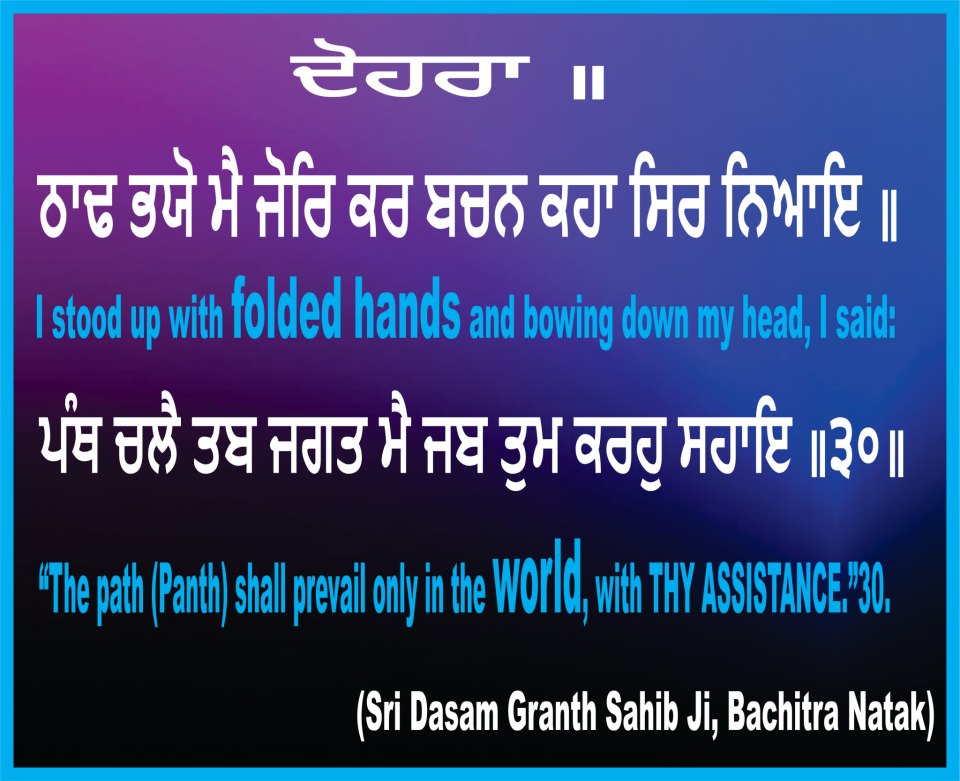 ਦੋਹਰਾ ॥
ਠਾਢ ਭਯੋ ਮੈ ਜੋਰਿ ਕਰ ਬਚਨ ਕਹਾ ਸਿਰ ਨਿਆਇ ॥
I stood up with folded hands and bowing down my head, I said:
ਪੰਥ ਚਲੈ ਤਬ ਜਗਤ ਮੈ ਜਬ ਤੁਮ ਕਰਹੁ ਸਹਾਇ ॥੩੦॥
“The path (Panth) shall prevail only in the world, with THY ASSISTANCE.”30.
(Sri Dasam Granth Sahib Ji, Bachitra Natak)